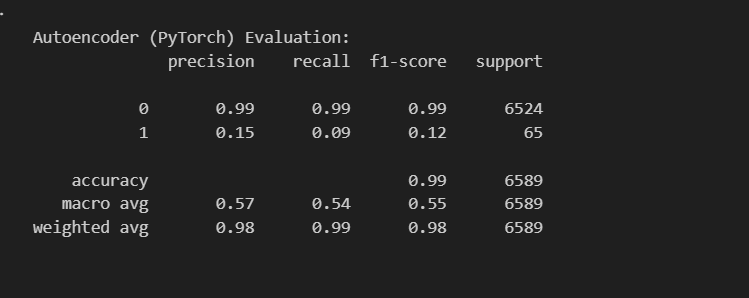 Autoencoder (PyTorch) Evaluation:
precision recall f1-score support
0 0.99 0.99 0.99 6524
1 0.15 0.09 0.12 65
accuracy 0.99 6589
macro avg 0.57 0.54 0.55 6589
weighted avg 0.98 0.99 0.98 6589